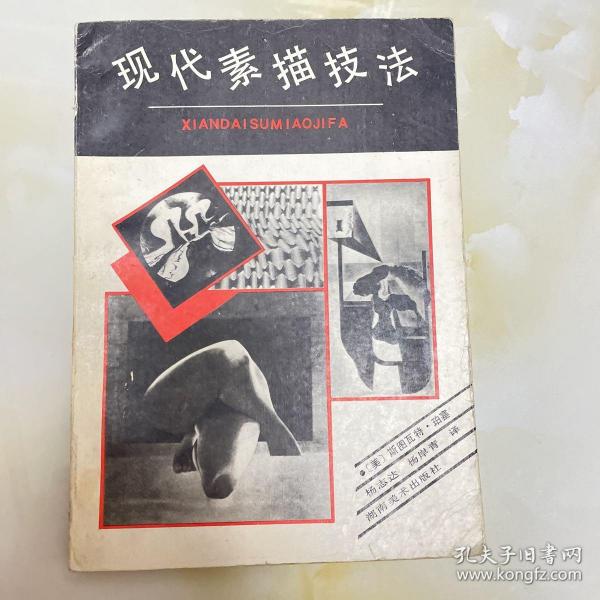 现代素描技法
XIANDAISUMIAOJIFA
●〔美〕斯图瓦特·珀塞
杨志达 杨岸青 译
湖南美术出版社
孔夫子旧书网
www.kongfz.com